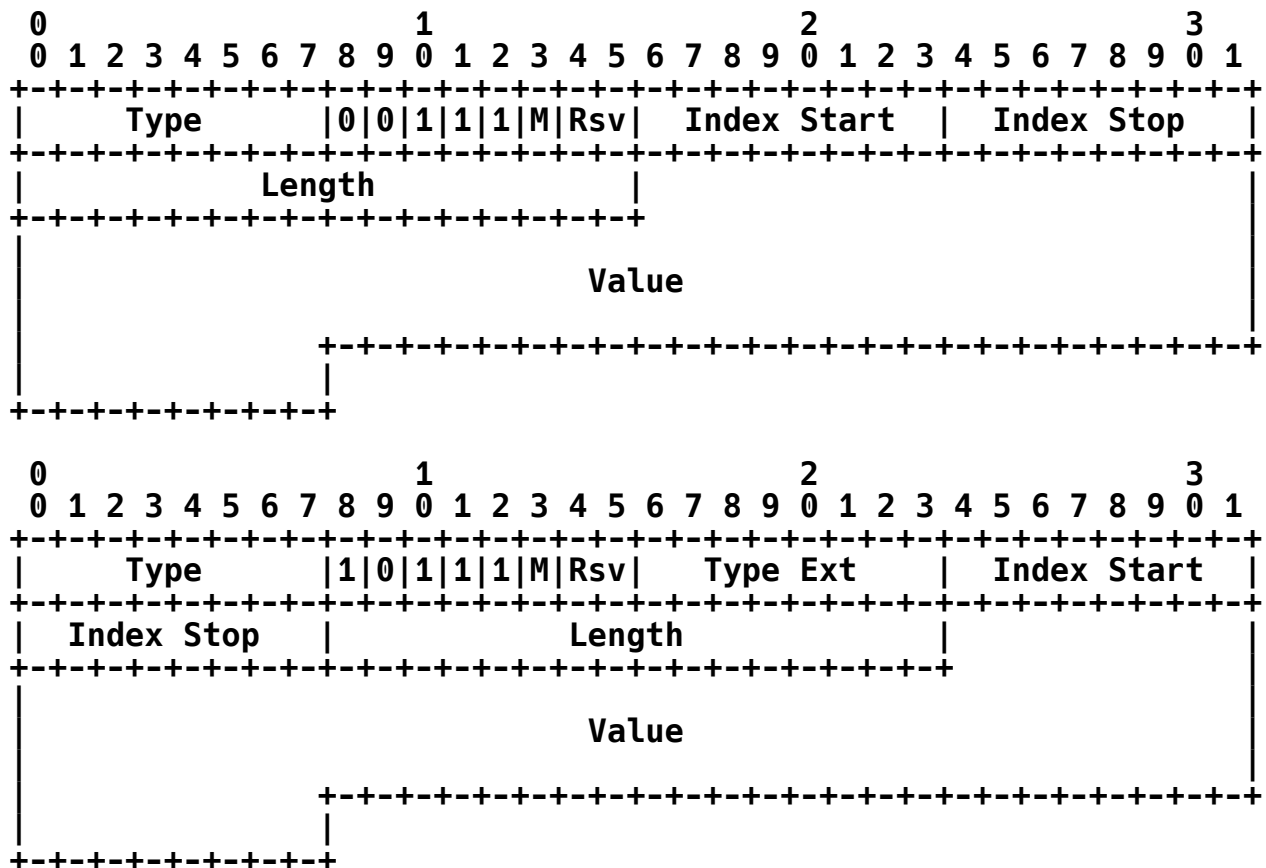 0                   1                   2                   3
 0 1 2 3 4 5 6 7 8 9 0 1 2 3 4 5 6 7 8 9 0 1 2 3 4 5 6 7 8 9 0 1
+-+-+-+-+-+-+-+-+-+-+-+-+-+-+-+-+-+-+-+-+-+-+-+-+-+-+-+-+-+-+-+-+
|     Type      |0|0|1|1|1|M|Rsv|  Index Start  |  Index Stop   |
+-+-+-+-+-+-+-+-+-+-+-+-+-+-+-+-+-+-+-+-+-+-+-+-+-+-+-+-+-+-+-+-+
|            Length             |                               |
+-+-+-+-+-+-+-+-+-+-+-+-+-+-+-+-+                               |
|                                                               |
|                             Value                             |
|                                                               |
|               +-+-+-+-+-+-+-+-+-+-+-+-+-+-+-+-+-+-+-+-+-+-+-+-+
|               |
+-+-+-+-+-+-+-+-+
 0                   1                   2                   3
 0 1 2 3 4 5 6 7 8 9 0 1 2 3 4 5 6 7 8 9 0 1 2 3 4 5 6 7 8 9 0 1
+-+-+-+-+-+-+-+-+-+-+-+-+-+-+-+-+-+-+-+-+-+-+-+-+-+-+-+-+-+-+-+-+
|     Type      |1|0|1|1|1|M|Rsv|   Type Ext    |  Index Start  |
+-+-+-+-+-+-+-+-+-+-+-+-+-+-+-+-+-+-+-+-+-+-+-+-+-+-+-+-+-+-+-+-+
|  Index Stop   |            Length             |               |
+-+-+-+-+-+-+-+-+-+-+-+-+-+-+-+-+-+-+-+-+-+-+-+-+               |
|                                                               |
|                             Value                             |
|                                                               |
|               +-+-+-+-+-+-+-+-+-+-+-+-+-+-+-+-+-+-+-+-+-+-+-+-+
|               |
+-+-+-+-+-+-+-+-+